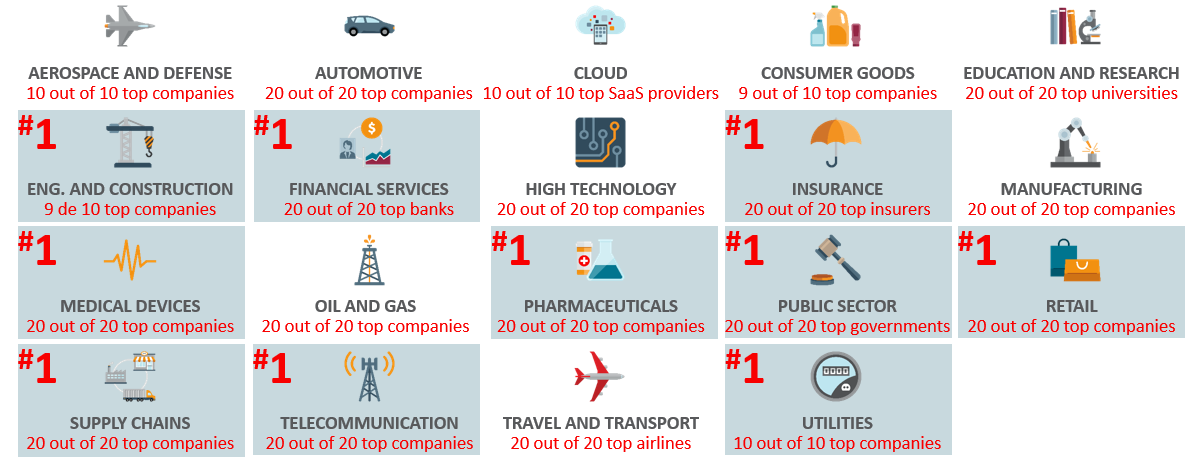 AEROSPACE AND DEFENSE
10 out of 10 top companies
AUTOMOTIVE
20 out of 20 top companies
CLOUD
10 out of 10 top SaaS providers
CONSUMER GOODS
9 out of 10 top companies
EDUCATION AND RESEARCH
20 out of 20 top universities
#1
ENG. AND CONSTRUCTION
9 de 10 top companies
#1
FINANCIAL SERVICES
20 out of 20 top banks
HIGH TECHNOLOGY
20 out of 20 top companies
#1
INSURANCE
20 out of 20 top insurers
MANUFACTURING
20 out of 20 top companies
#1
MEDICAL DEVICES
20 out of 20 top companies
OIL AND GAS
20 out of 20 top companies
#1
PHARMACEUTICALS
20 out of 20 top companies
#1
PUBLIC SECTOR
20 out of 20 top governments
#1
RETAIL
20 out of 20 top companies
#1
SUPPLY CHAINS
20 out of 20 top companies
#1
TELECOMMUNICATION
20 out of 20 top companies
TRAVEL AND TRANSPORT
20 out of 20 top airlines
#1
UTILITIES
10 out of 10 top companies